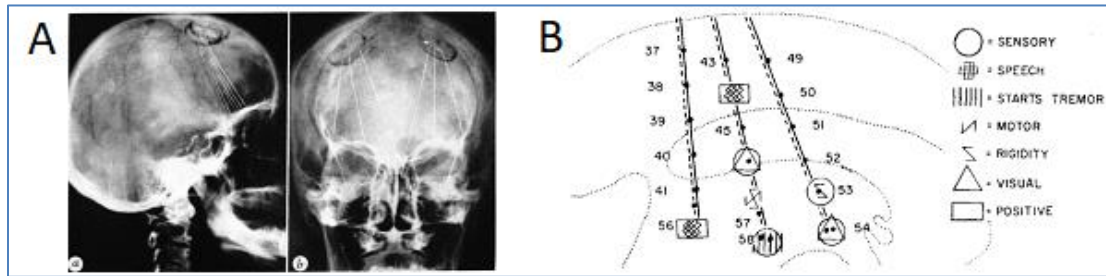 A
a
b
B
37
38
39
40
41
56
43
45
57
58
49
50
51
52
53
54
= SENSORY
= SPEECH
= STARTS TREMOR
= MOTOR
= RIGIDITY
= VISUAL
= POSITIVE